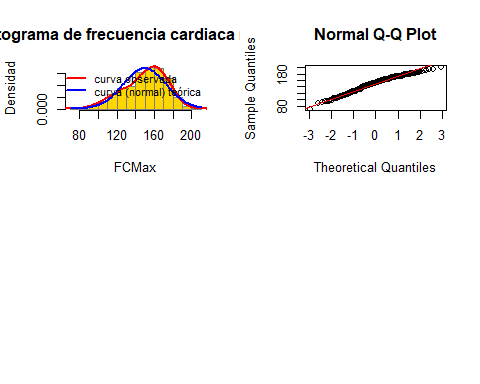 tograma de frecuencia cardiaca
Densidad
0.000
curva observada
curva (normal) teórica
80 120 160 200
FCMax
Normal Q-Q Plot
Sample Quantiles
80 180
-3 -2 -1 0 1 2 3
Theoretical Quantiles